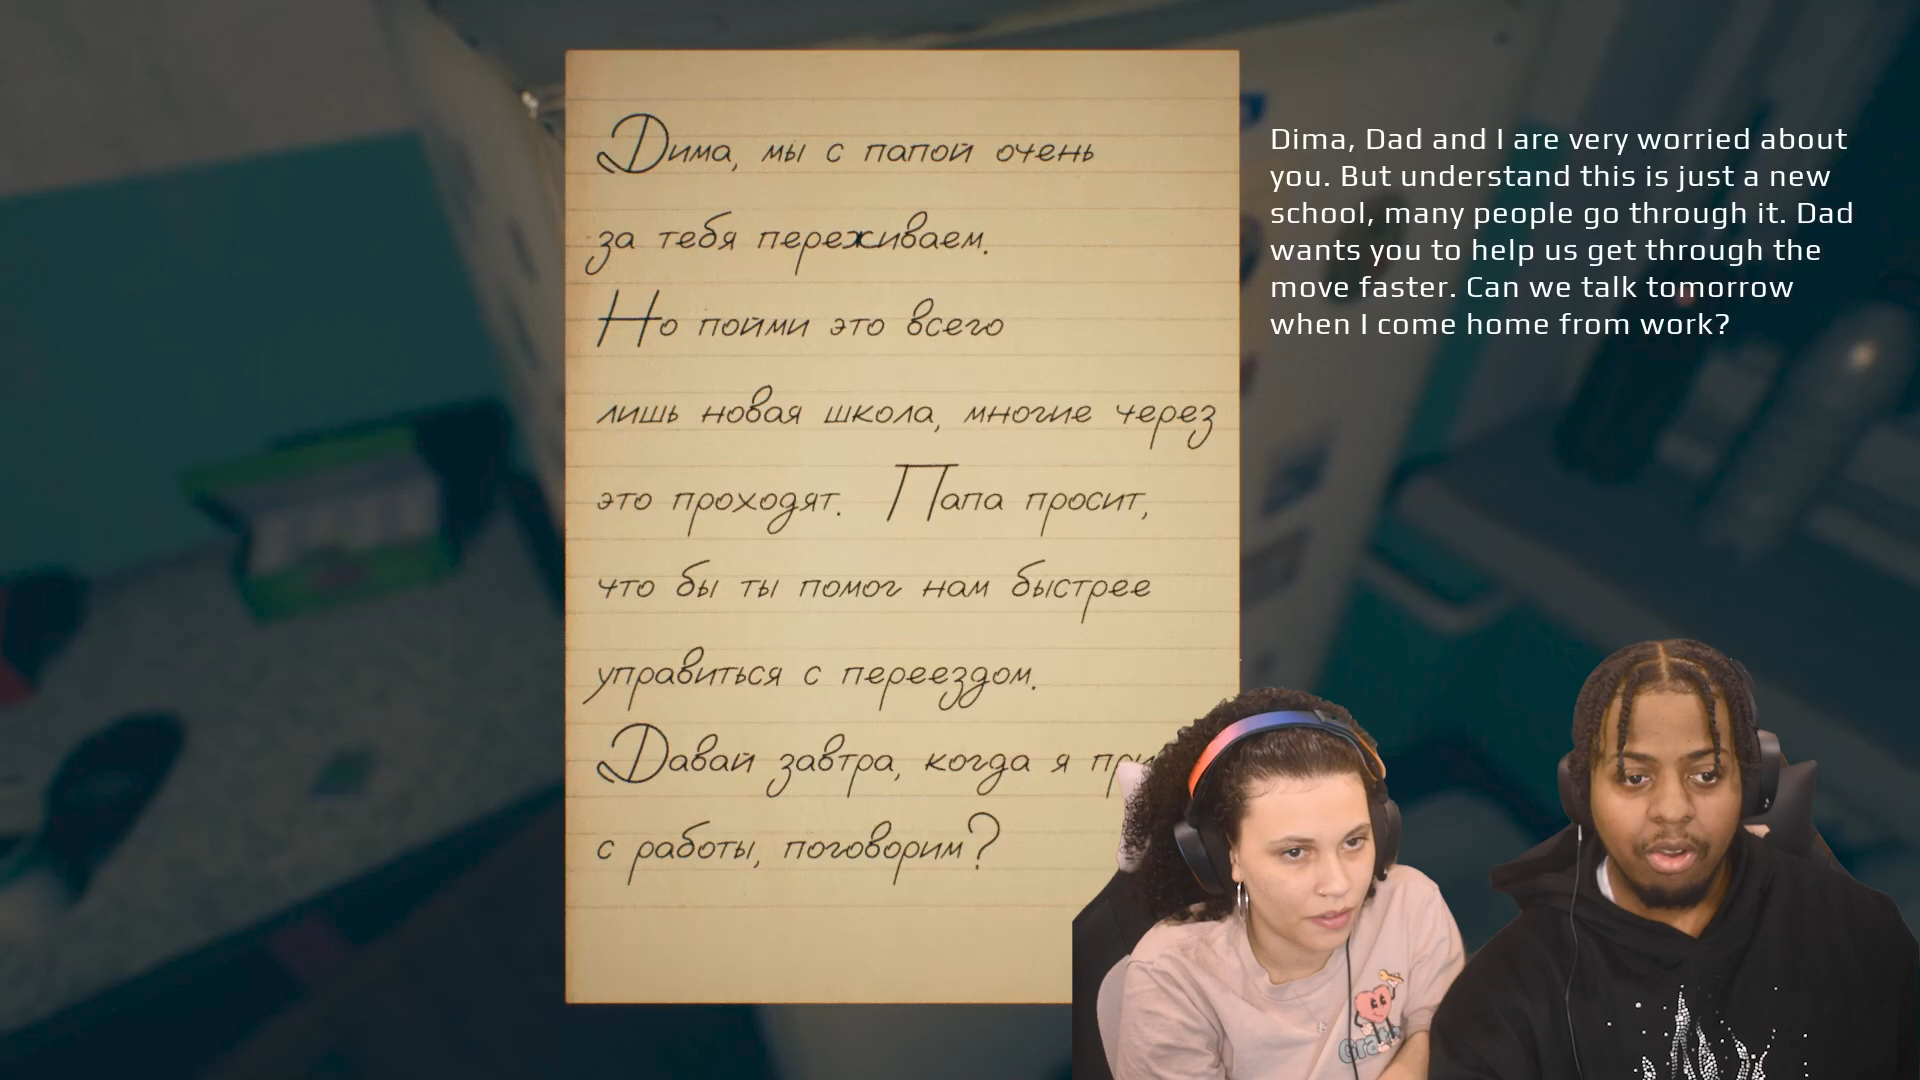 Дима, мы с папой очень
за тебя переживаем.
Но пойми это всего
лишь новая школа, многие через
это проходят. Папа просит,
что бы ты помог нам быстрее
управиться с переездом.
Давай завтра, когда я
с работы, поговорим?
Dima, Dad and I are very worried about
you. But understand this is just a new
school, many people go through it. Dad
wants you to help us get through the
move faster. Can we talk tomorrow
when I come home from work?